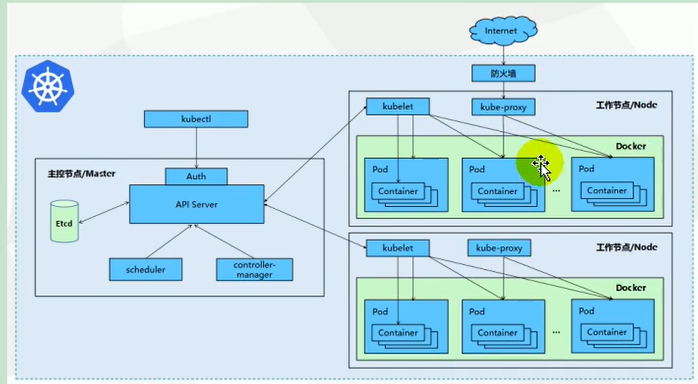 Internet
防火墙
kubelet
kube-proxy
工作节点/Node
kubectl
Docker
主控节点/Master
Auth
Pod
Pod
Pod
API Server
Container
Container
...
Container
Etcd
kubelet
kube-proxy
工作节点/Node
scheduler
controller-
manager
Docker
Pod
Pod
Pod
Container
Container
...
Container